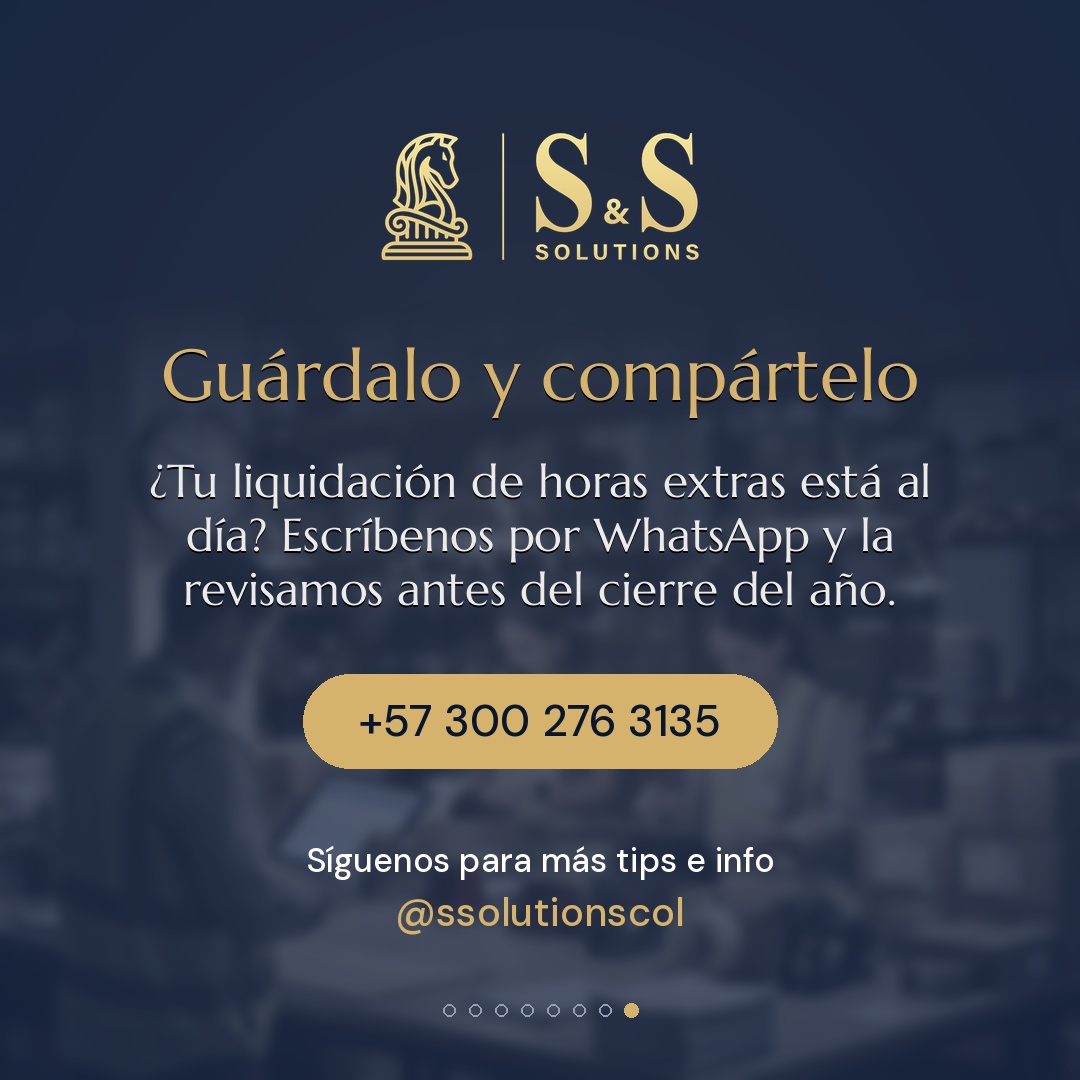 S&S
SOLUTIONS
Guárdalo y compártelo
¿Tu liquidación de horas extras está al
día? Escríbenos por WhatsApp y la
revisamos antes del cierre del año.
+57 300 276 3135
Síguenos para más tips e info
@ssolutionscol